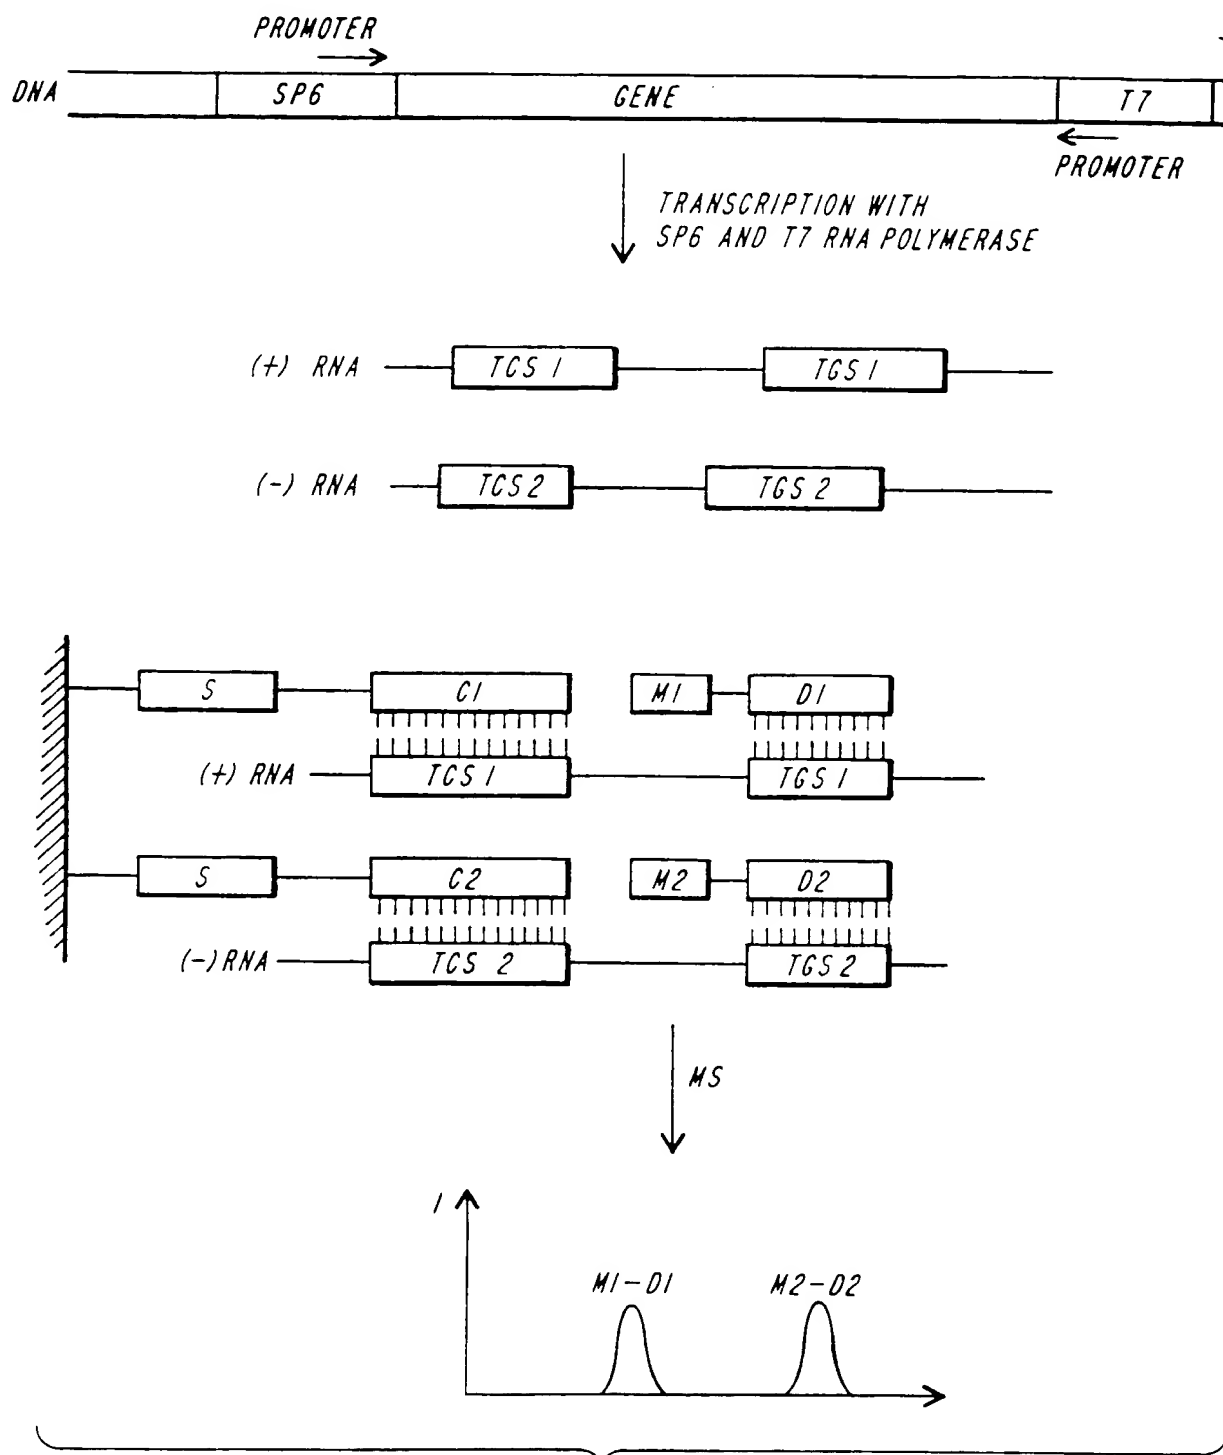 PROMOTER
DNA SP6 GENE T7
PROMOTER
TRANSCRIPTION WITH
SP6 AND T7 RNA POLYMERASE
(+) RNA TCS 1 TGS 1
(-) RNA TCS 2 TGS 2
S C1 M1 D1
(+) RNA TCS 1 TGS 1
S C2 M2 D2
(-) RNA TCS 2 TGS 2
MS
I
M1-D1 M2-D2